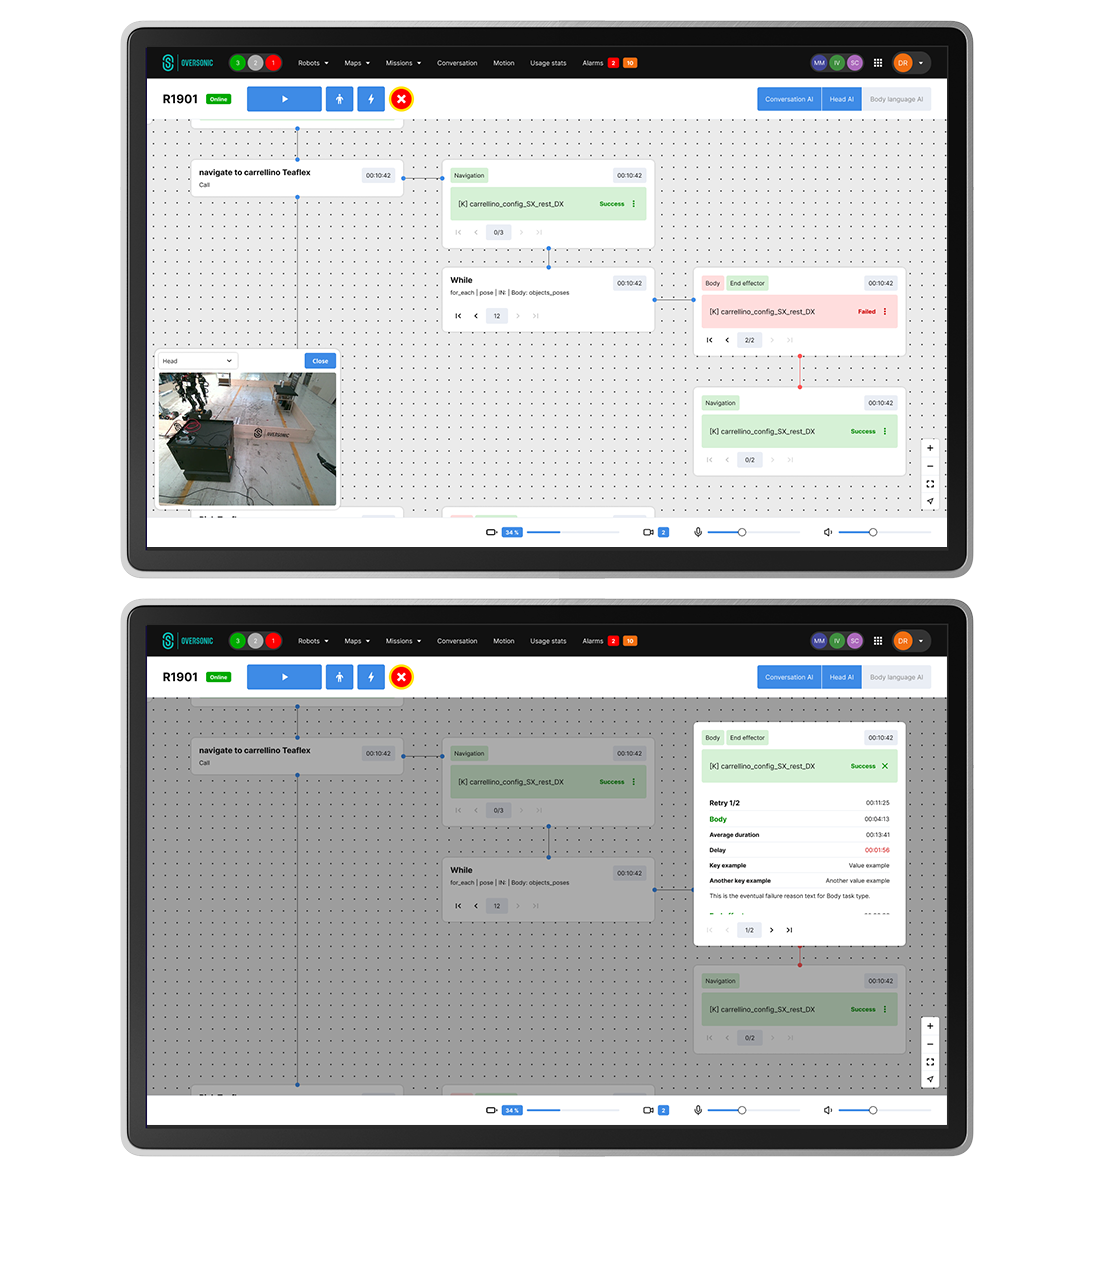 OVERSONIC
3 2 1
Robots Maps Missions Conversation Motion Usage stats Alarms 2 10
MM IV SC DR
R1901 Online
Conversation AI Head AI Body language AI
navigate to carrellino Teaflex 00:10:42
Call
Navigation 00:10:42
[K] carrellino_config_SX_rest_DX Success
0/3
While 00:10:42
for_each | pose | IN: | Body: objects_poses
12
Body End effector 00:10:42
[K] carrellino_config_SX_rest_DX Failed
2/2
Navigation 00:10:42
[K] carrellino_config_SX_rest_DX Success
0/2
Head Close
OVERSONIC
34 % 2
OVERSONIC
3 2 1
Robots Maps Missions Conversation Motion Usage stats Alarms 2 10
MM IV SC DR
R1901 Online
Conversation AI Head AI Body language AI
navigate to carrellino Teaflex 00:10:42
Call
Navigation 00:10:42
[K] carrellino_config_SX_rest_DX Success
0/3
While 00:10:42
for_each | pose | IN: | Body: objects_poses
12
Body End effector 00:10:42
[K] carrellino_config_SX_rest_DX Success
Retry 1/2 00:11:25
Body 00:04:13
Average duration 00:13:41
Delay 00:01:56
Key example Value example
Another key example Another value example
This is the eventual failure reason text for Body task type.
1/2
Navigation 00:10:42
[K] carrellino_config_SX_rest_DX Success
0/2
34 % 2